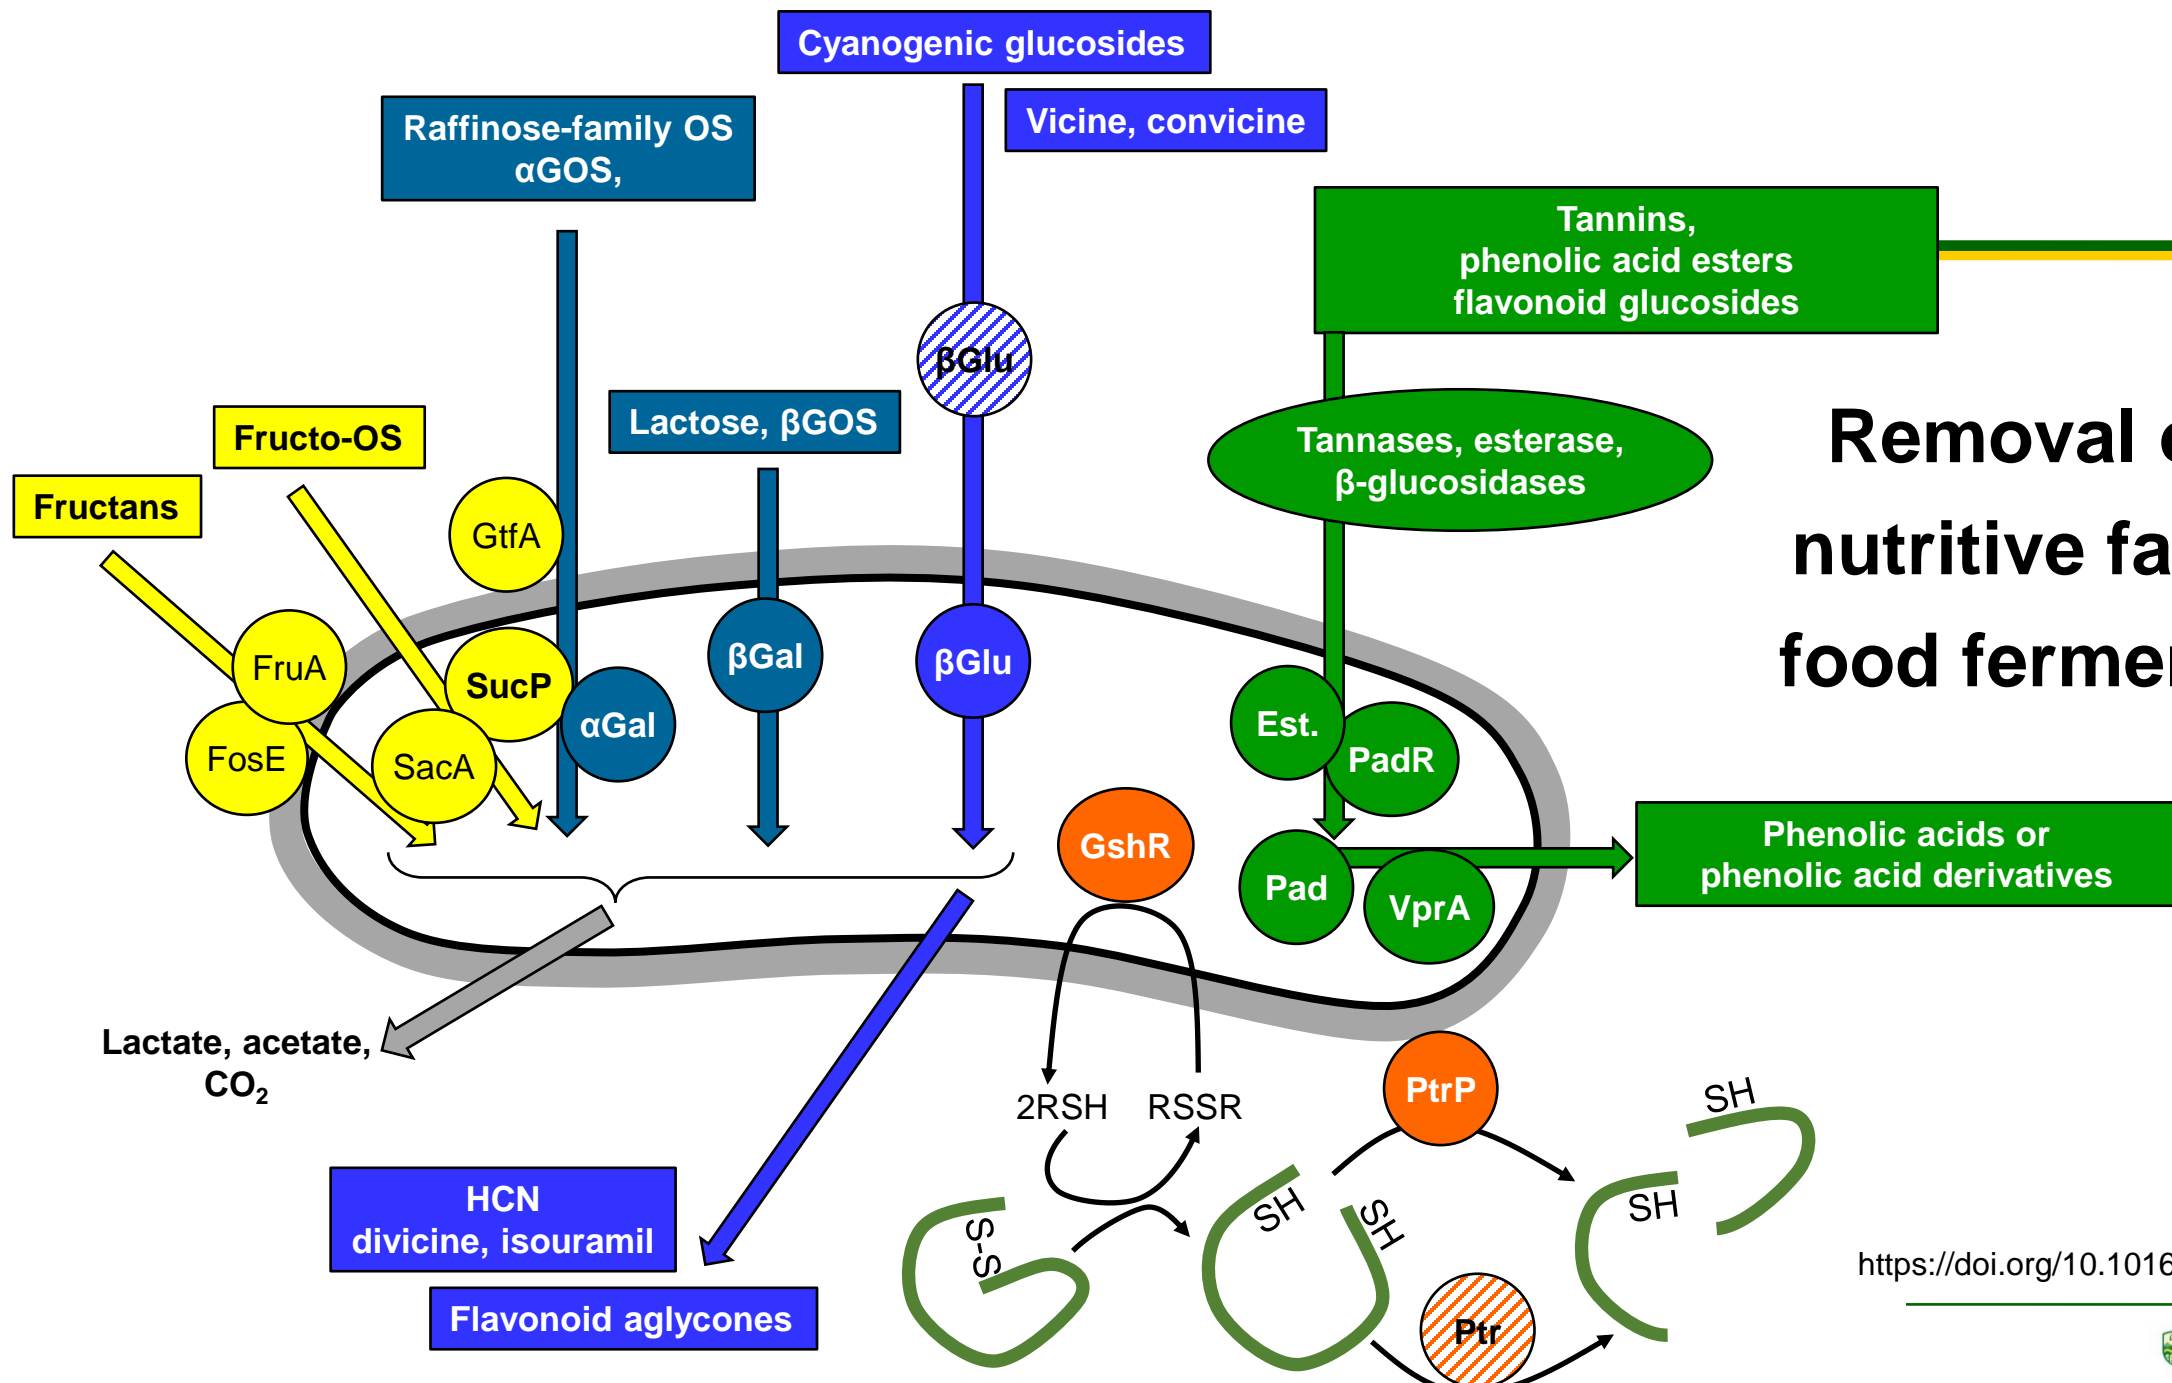 Cyanogenic glucosides
Vicine, convicine
Raffinose-family OS
αGOS,
Tannins,
phenolic acid esters
flavonoid glucosides
βGlu
Lactose, βGOS
Fructo-OS
Fructans
Tannases, esterase,
β-glucosidases
Removal
nutritive
food
GtfA
FruA
FosE
SucP
SacA
αGal
βGal
βGlu
Est.
PadR
Pad
VprA
GshR
Phenolic acids or
phenolic acid derivatives
Lactate, acetate,
CO₂
2RSH
RSSR
PtrP
SH
SH
S-S
SH
SH
HCN
divicine, isouramil
Flavonoid aglycones
Ptr
https://doi.org/10.1016